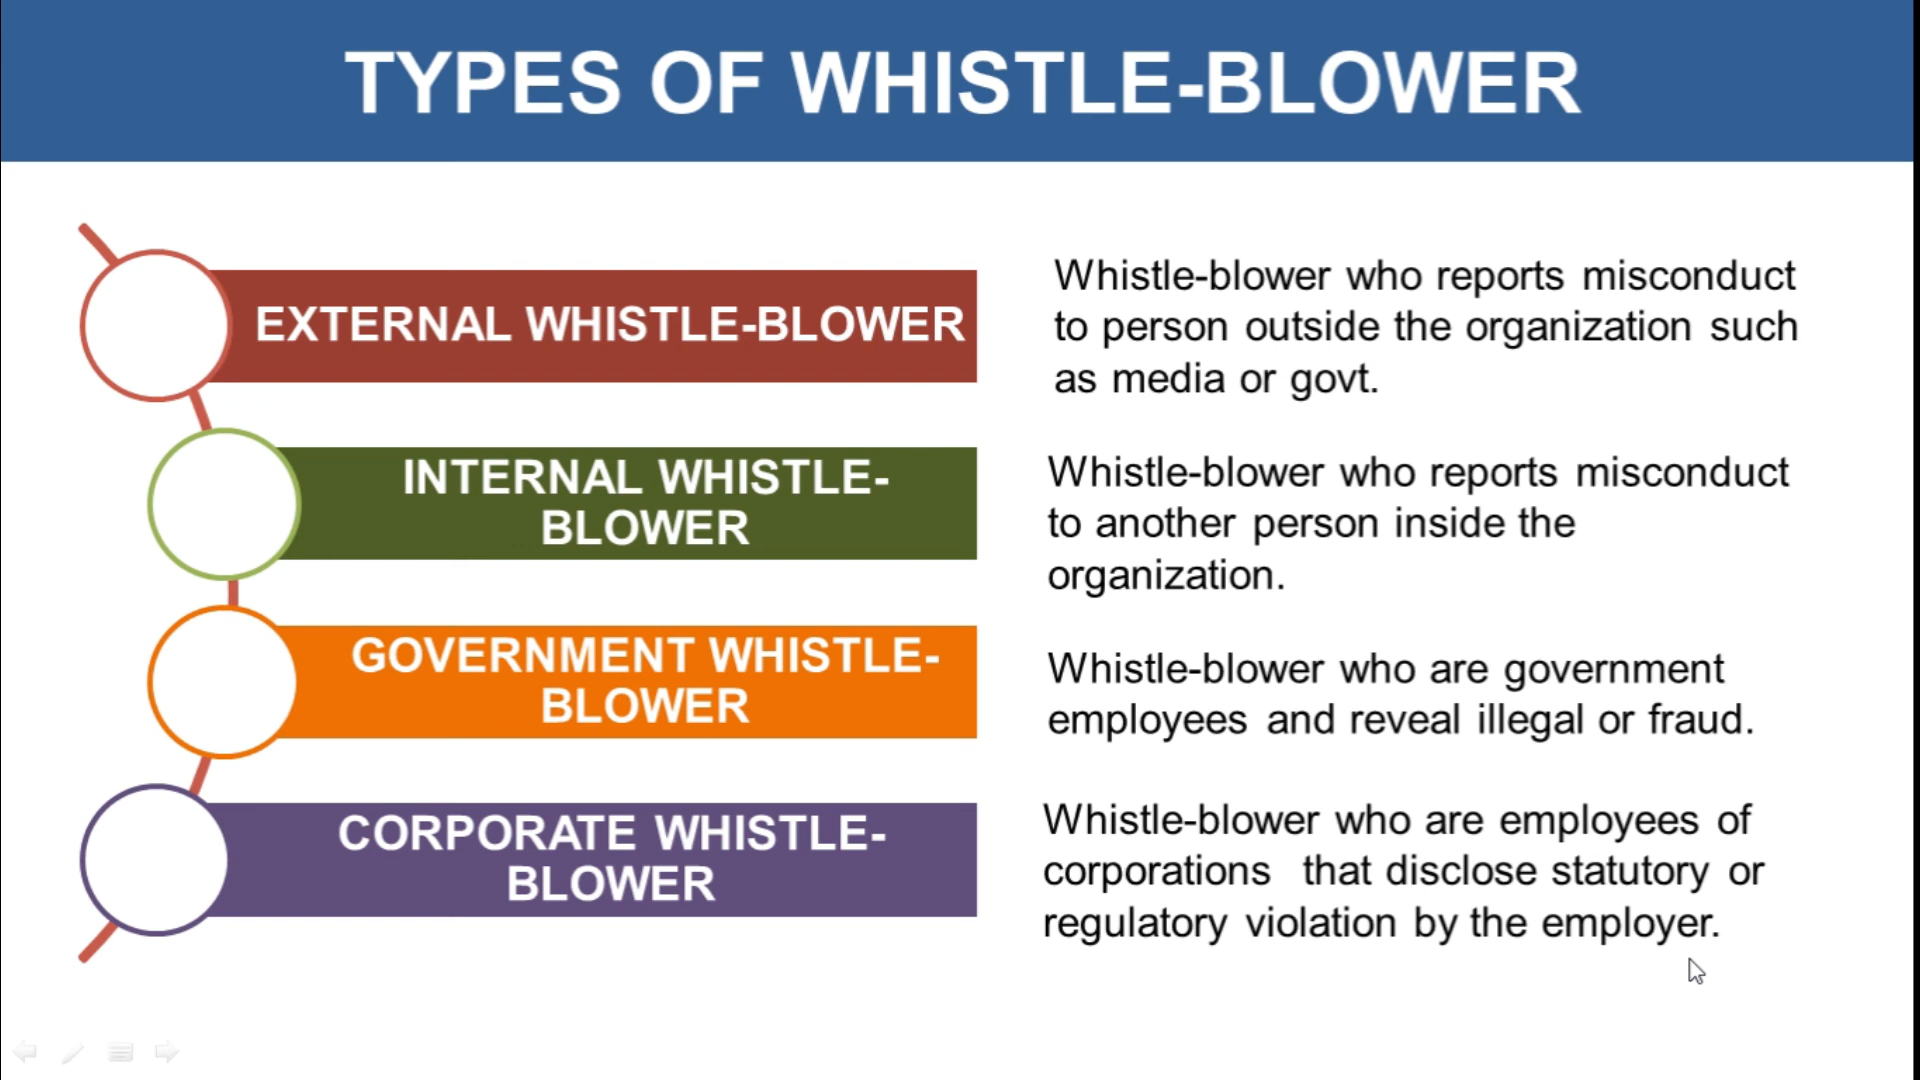 TYPES OF WHISTLE-BLOWER
EXTERNAL WHISTLE-BLOWER
Whistle-blower who reports misconduct
to person outside the organization such
as media or govt.
INTERNAL WHISTLE-
BLOWER
Whistle-blower who reports misconduct
to another person inside the
organization.
GOVERNMENT WHISTLE-
BLOWER
Whistle-blower who are government
employees and reveal illegal or fraud.
CORPORATE WHISTLE-
BLOWER
Whistle-blower who are employees of
corporations that disclose statutory or
regulatory violation by the employer.